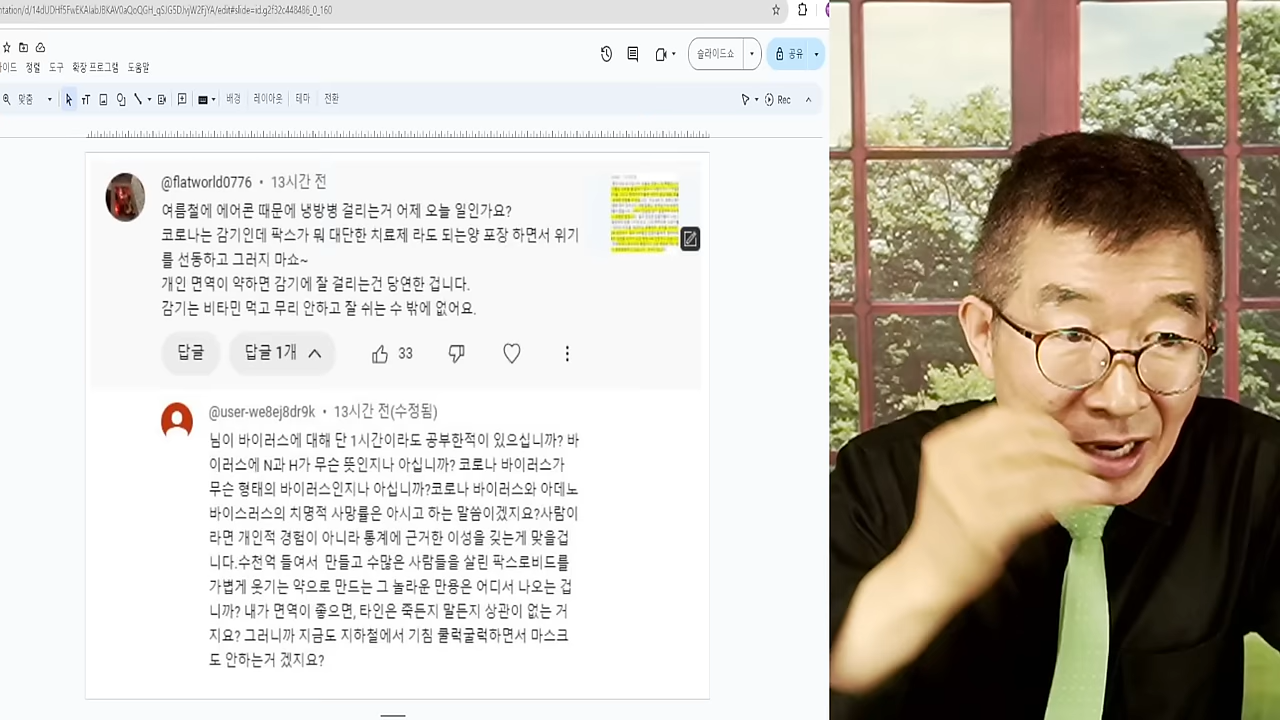 ntation/d/14dUDHf5FwEKAIabJBKAV0aQoQGH_qSJG5DJvjW2FjYA/edit#slide=id.g2f32c448486_0_160
이드 정렬 도구 확장 프로그램 도움말
슬라이드쇼
공유
맞춤
배경 레이아웃 테마 전환
Rec
@flatworld0776 • 13시간 전
여름철에 에어콘 때문에 냉방병 걸리는거 어제 오늘 일인가요?
코로나는 감기인데 팍스가 뭐 대단한 치료제 라도 되는양 포장 하면서 위기
를 선동하고 그러지 마쇼~
개인 면역이 약하면 감기에 잘 걸리는건 당연한 겁니다.
감기는 비타민 먹고 무리 안하고 잘 쉬는 수 밖에 없어요.
답글 답글 1개 33
@user-we8ej8dr9k • 13시간 전(수정됨)
님이 바이러스에 대해 단 1시간이라도 공부한적이 있으십니까? 바
이러스에 N과 H가 무슨 뜻인지나 아십니까? 코로나 바이러스가
무슨 형태의 바이러스인지나 아십니까?코로나 바이러스와 아데노
바이스러스의 치명적 사망률은 아시고 하는 말씀이겠지요?사람이
라면 개인적 경험이 아니라 통계에 근거한 이성을 깆는게 맞을겁
니다.수천억 들여서 만들고 수많은 사람들을 살린 팍스로비드를
가볍게 웃기는 약으로 만드는 그 놀라운 만용은 어디서 나오는 겁
니까? 내가 면역이 좋으면, 타인은 죽든지 말든지 상관이 없는 거
지요? 그러니까 지금도 지하철에서 기침 쿨럭굴럭하면서 마스크
도 안하는거 겠지요?